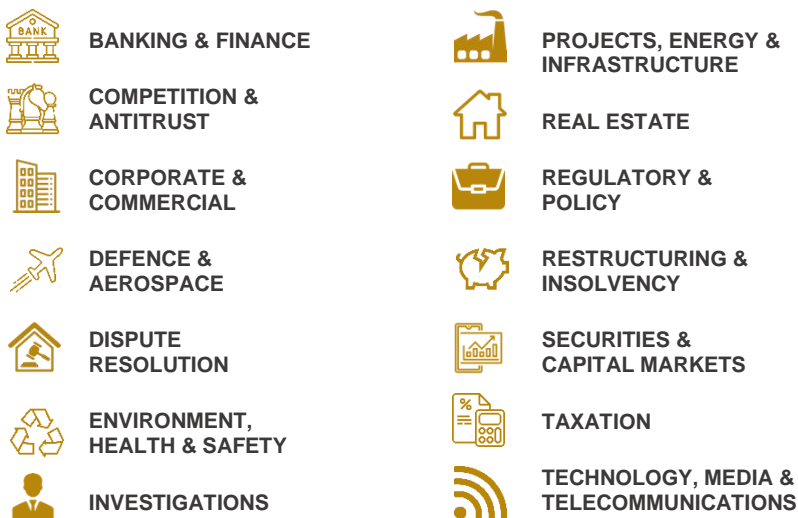 BANK
BANKING & FINANCE
COMPETITION &
ANTITRUST
CORPORATE &
COMMERCIAL
DEFENCE &
AEROSPACE
DISPUTE
RESOLUTION
ENVIRONMENT,
HEALTH & SAFETY
INVESTIGATIONS
PROJECTS, ENERGY &
INFRASTRUCTURE
REAL ESTATE
REGULATORY &
POLICY
RESTRUCTURING &
INSOLVENCY
SECURITIES &
CAPITAL MARKETS
%
TAXATION
TECHNOLOGY, MEDIA &
TELECOMMUNICATIONS